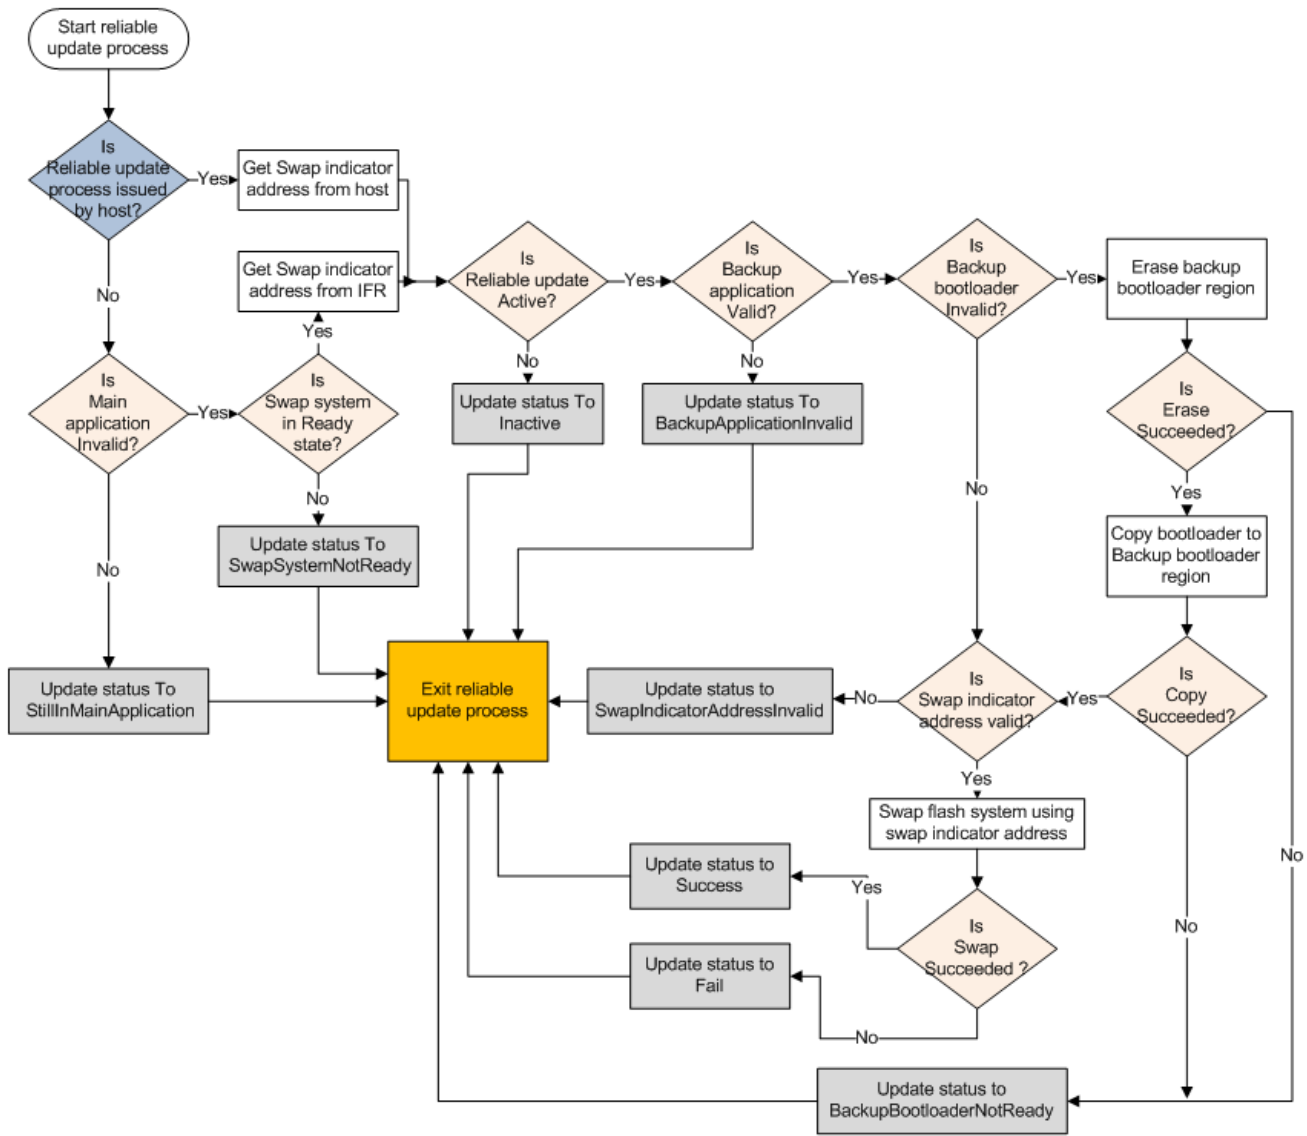 Start reliable
update process
Is
Reliable update
process issued
by host?
Yes
Get Swap indicator
address from host
No
Get Swap indicator
address from IFR
Yes
Is
Main
application
Invalid?
Yes
Is
Swap system
in Ready
state?
No
Update status To
SwapSystemNotReady
No
Update status To
StillInMainApplication
Is
Reliable update
Active?
Yes
No
Update status To
Inactive
Is
Backup
application
Valid?
Yes
No
Update status To
BackupApplicationInvalid
Is
Backup
bootloader
Invalid?
Yes
No
Erase backup
bootloader region
Is
Erase
Succeeded?
Yes
No
Copy bootloader to
Backup bootloader
region
Is
Copy
Succeeded?
Yes
No
Is
Swap indicator
address valid?
No
Update status to
SwapIndicatorAddressInvalid
Exit reliable
update process
Yes
Swap flash system using
swap indicator address
Is
Swap
Succeeded ?
Yes
Update status to
Success
No
Update status to
Fail
Update status to
BackupBootloaderNotReady